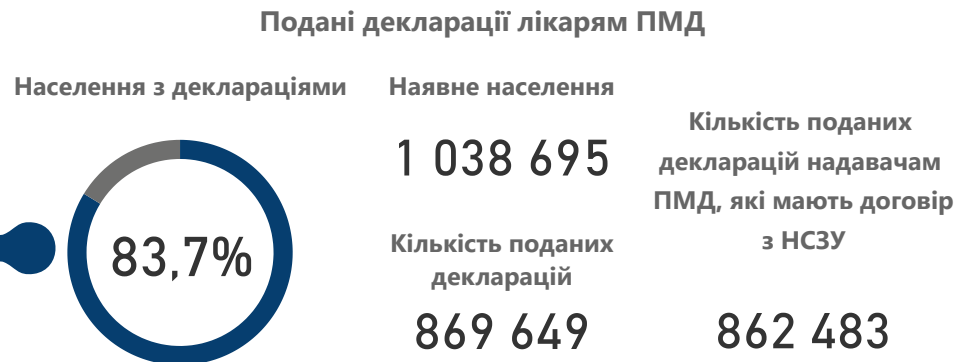 Подані декларації лікарям ПМД
Населення з деклараціями
83,7%
Наявне населення
1 038 695
Кількість поданих
декларацій
869 649
Кількість поданих
декларацій надавачам
ПМД, які мають договір
з НСЗУ
862 483